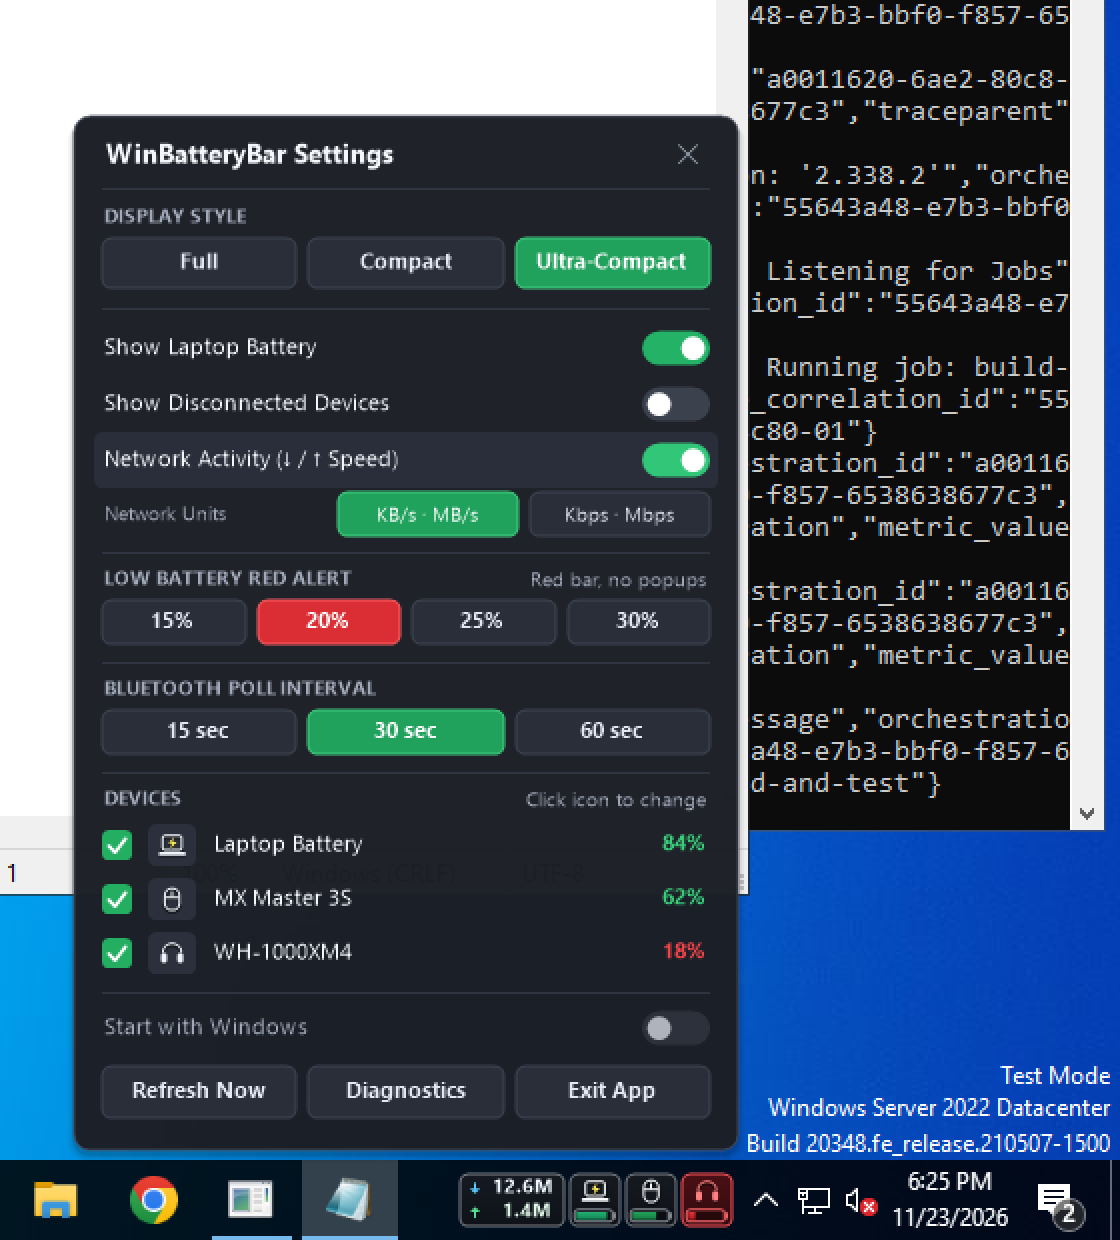 48-e7b3-bbf0-f857-65
"a0011620-6ae2-80c8-
677c3","traceparent"
n: '2.338.2'","orche
:"55643a48-e7b3-bbf0
Listening for Jobs"
ion_id":"55643a48-e7
Running job: build-
_correlation_id":"55
c80-01"}
stration_id":"a00116
-f857-6538638677c3",
ation","metric_value
stration_id":"a00116
-f857-6538638677c3",
ation","metric_value
ssage","orchestratio
a48-e7b3-bbf0-f857-6
d-and-test"}
WinBatteryBar Settings
DISPLAY STYLE
Full Compact Ultra-Compact
Show Laptop Battery
Show Disconnected Devices
Network Activity (↓ / ↑ Speed)
Network Units KB/s · MB/s Kbps · Mbps
LOW BATTERY RED ALERT Red bar, no popups
15% 20% 25% 30%
BLUETOOTH POLL INTERVAL
15 sec 30 sec 60 sec
DEVICES Click icon to change
Laptop Battery 84%
1
MX Master 3S 62%
WH-1000XM4 18%
Start with Windows
Refresh Now Diagnostics Exit App
Test Mode
Windows Server 2022 Datacenter
Build 20348.fe_release.210507-1500
↓ 12.6M
↑ 1.4M
6:25 PM
11/23/2026
2